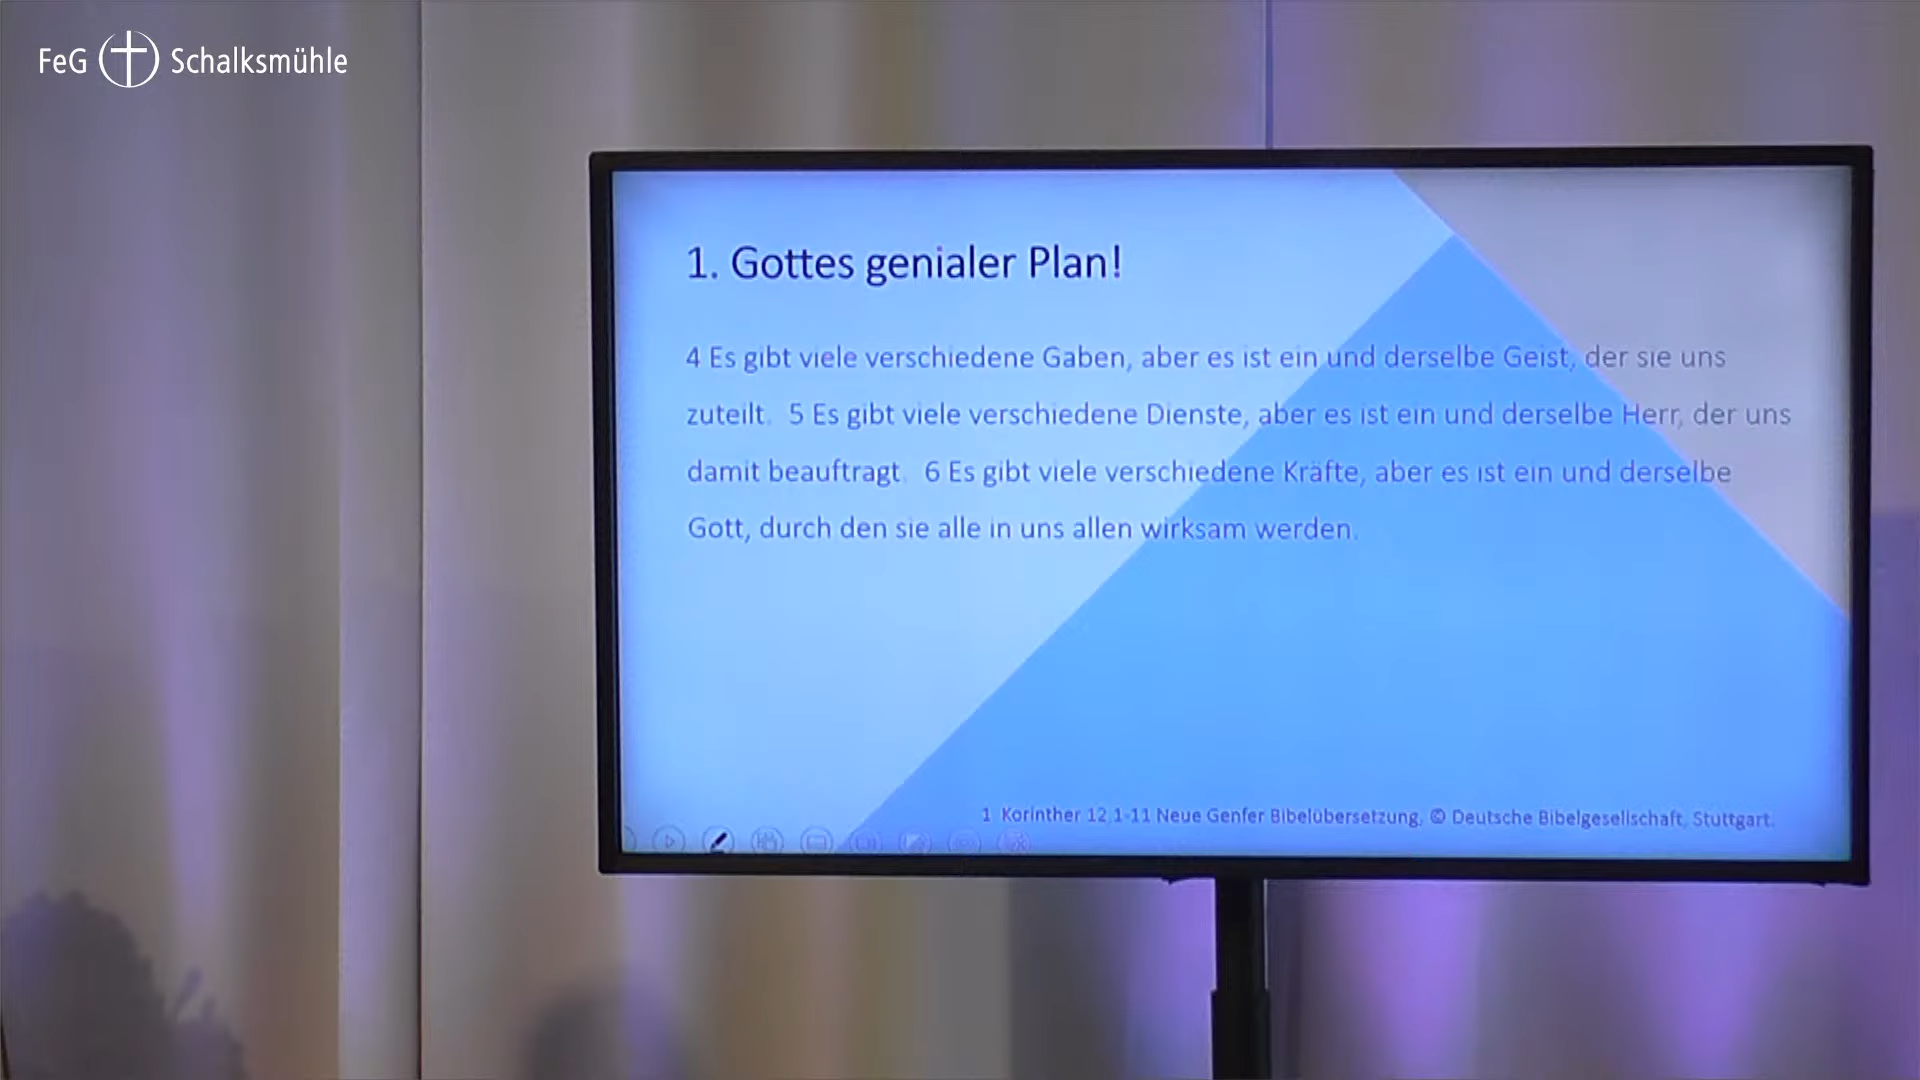 FeG Schalksmühle
1. Gottes genialer Plan!
4 Es gibt viele verschiedene Gaben, aber es ist ein und derselbe Geist, der sie uns
zuteilt. 5 Es gibt viele verschiedene Dienste, aber es ist ein und derselbe Herr, der uns
damit beauftragt. 6 Es gibt viele verschiedene Kräfte, aber es ist ein und derselbe
Gott, durch den sie alle in uns allen wirksam werden.
1 Korinther 12,1-11 Neue Genfer Bibelübersetzung, © Deutsche Bibelgesellschaft, Stuttgart.